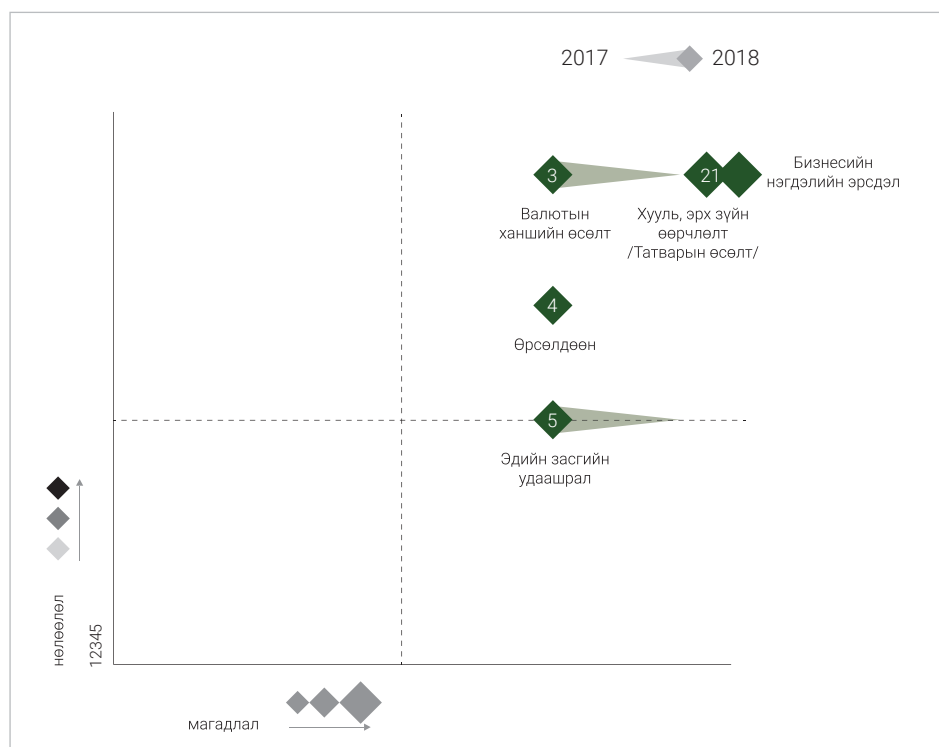 2017
2018
3
21
Бизнесийн
нэгдэлийн эрсдэл
Валютын
ханшийн өсөлт
Хууль, эрх зүйн
өөрчлөлт
/Татварын өсөлт/
4
Өрсөлдөөн
5
Эдийн засгийн
удаашрал
нөлөөлөл
12345
магадлал